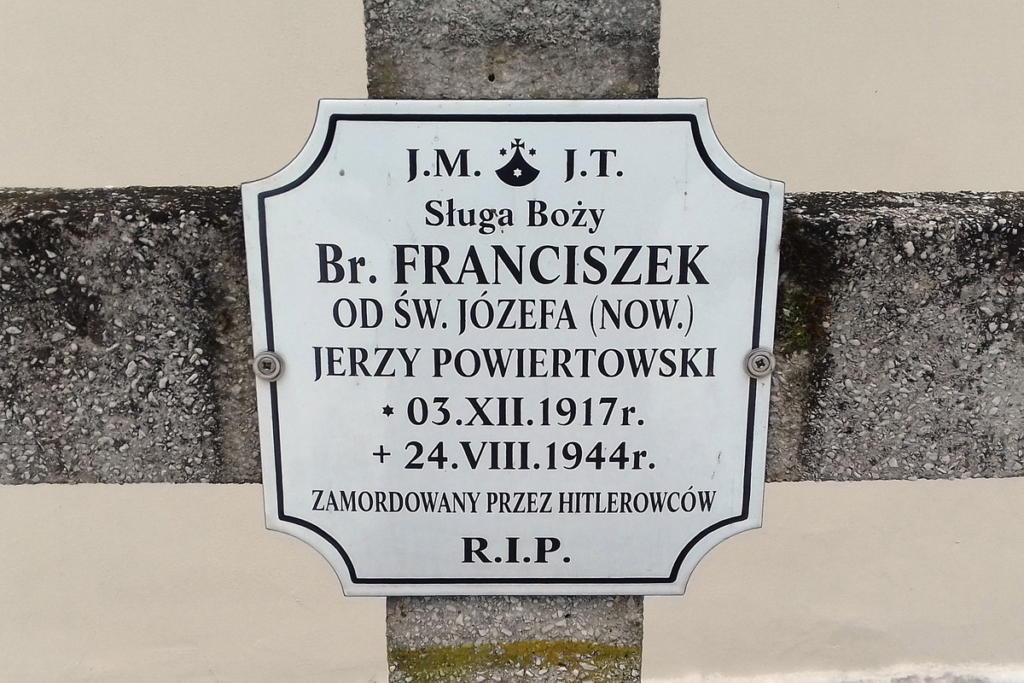 J.M. J.T.
Sługa Boży
Br. FRANCISZEK
OD ŚW. JÓZEFA (NOW.)
JERZY POWIERTOWSKI
* 03.XII.1917r.
+ 24.VIII.1944r.
ZAMORDOWANY PRZEZ HITLEROWCÓW
R.I.P.